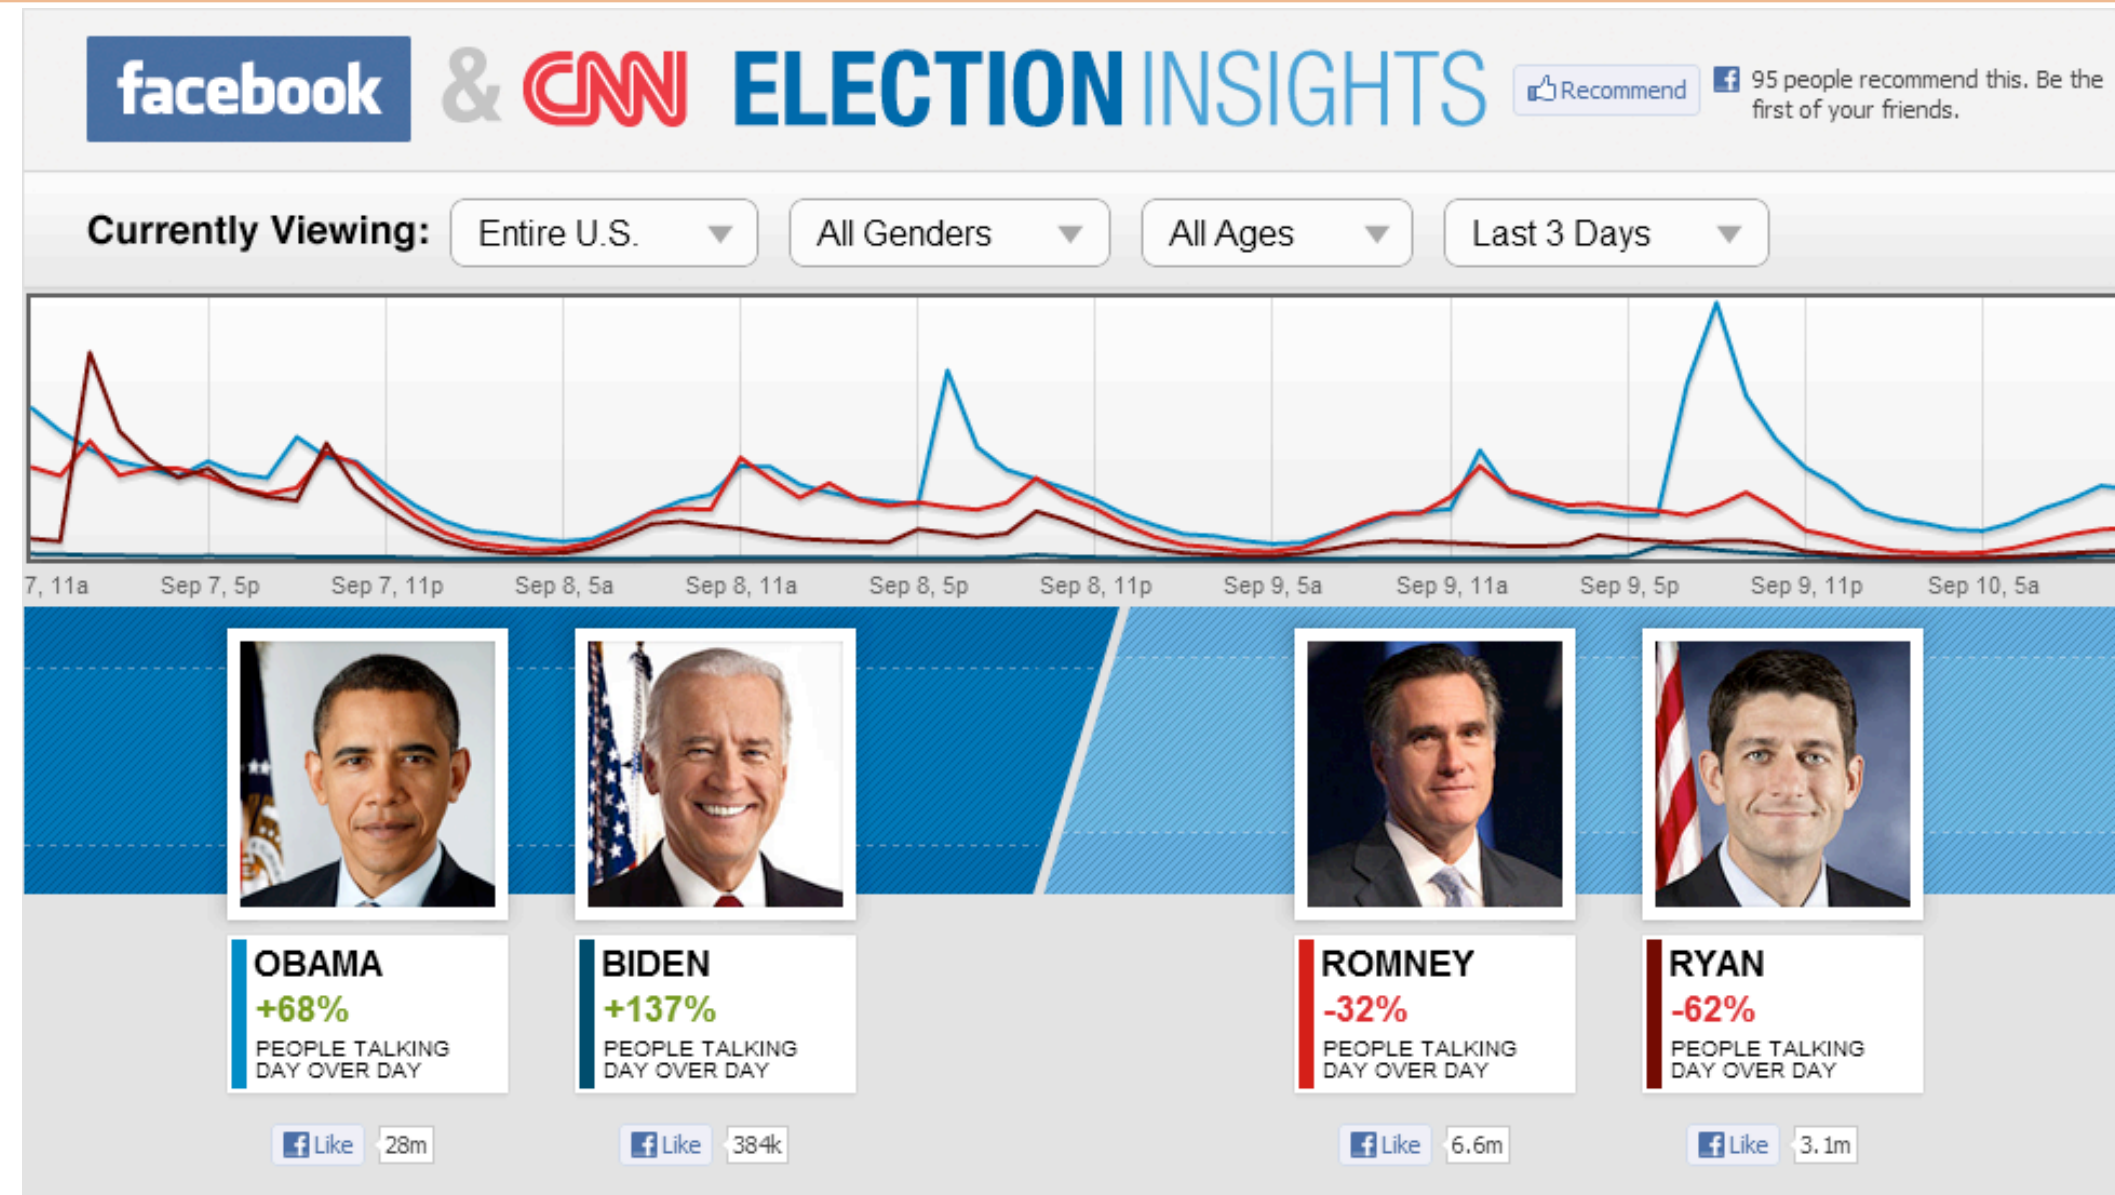 facebook & CNN ELECTION INSIGHTS
Recommend
95 people recommend this. Be the
first of your friends.
Currently Viewing: Entire U.S. All Genders All Ages Last 3 Days
7, 11a Sep 7, 5p Sep 7, 11p Sep 8, 5a Sep 8, 11a Sep 8, 5p Sep 8, 11p Sep 9, 5a Sep 9, 11a Sep 9, 5p Sep 9, 11p Sep 10, 5a
OBAMA
+68%
PEOPLE TALKING
DAY OVER DAY
Like 28m
BIDEN
+137%
PEOPLE TALKING
DAY OVER DAY
Like 384k
ROMNEY
-32%
PEOPLE TALKING
DAY OVER DAY
Like 6.6m
RYAN
-62%
PEOPLE TALKING
DAY OVER DAY
Like 3.1m